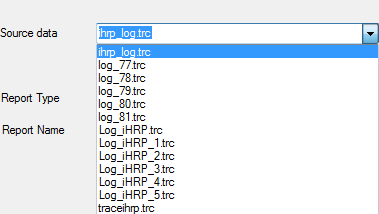 Source data
ihrp_log.trc
ihrp_log.trc
log_77.trc
log_78.trc
log_79.trc
log_80.trc
log_81.trc
Log_iHRP.trc
Log_iHRP_1.trc
Log_iHRP_2.trc
Log_iHRP_3.trc
Log_iHRP_4.trc
Log_iHRP_5.trc
traceihrp.trc
Report Type
Report Name